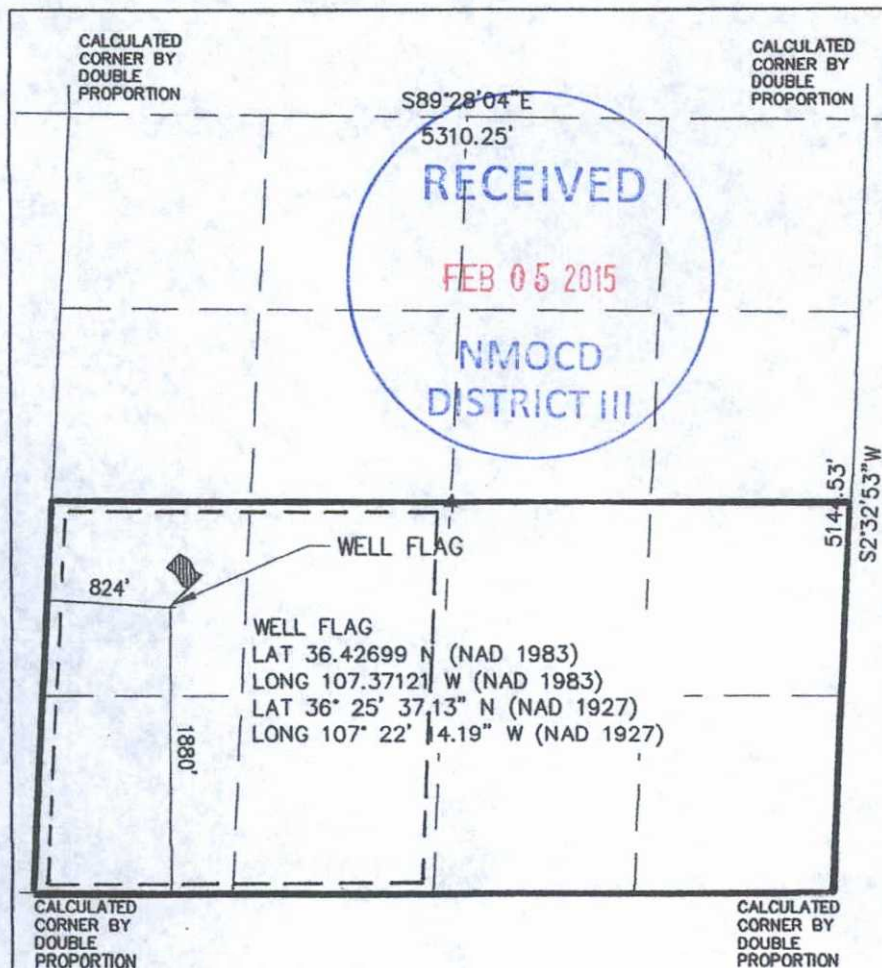 CALCULATED
CORNER BY
DOUBLE
PROPORTION
CALCULATED
CORNER BY
DOUBLE
PROPORTION
S89°28'04"E
5310.25'
RECEIVED
FEB 05 2015
NMOCD
DISTRICT III
S2°32'53"W
WELL FLAG
824'
WELL FLAG
LAT 36.42699 N (NAD 1983)
LONG 107.37121 W (NAD 1983)
LAT 36° 25' 37.13" N (NAD 1927)
LONG 107° 22' 14.19" W (NAD 1927)
1880'
CALCULATED
CORNER BY
DOUBLE
PROPORTION
CALCULATED
CORNER BY
DOUBLE
PROPORTION